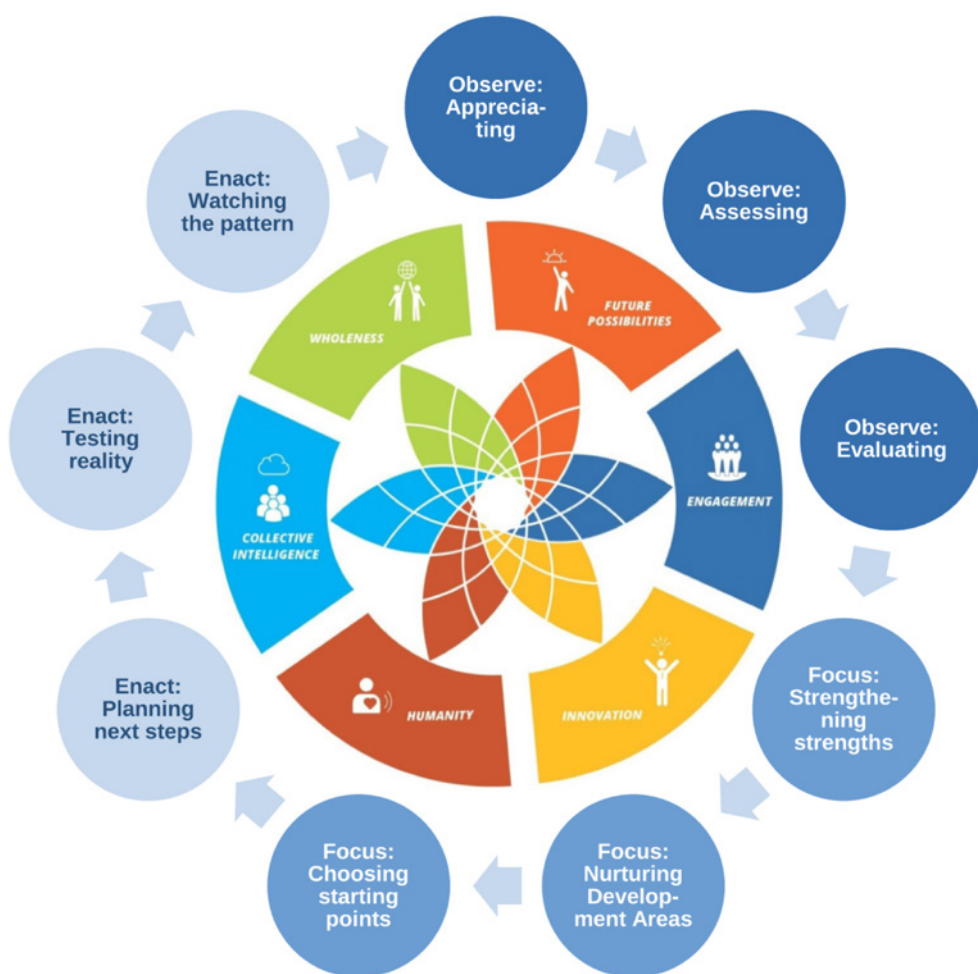 Observe:
Apprecia-
ting
Observe:
Assessing
Observe:
Evaluating
Focus:
Strengthe-
ning
strengths
Focus:
Nurturing
Develop-
ment Areas
Focus:
Choosing
starting
points
Enact:
Planning
next steps
Enact:
Testing
reality
Enact:
Watching
the pattern
FUTURE
POSSIBILITIES
ENGAGEMENT
INNOVATION
HUMANITY
COLLECTIVE
INTELLIGENCE
WHOLENESS